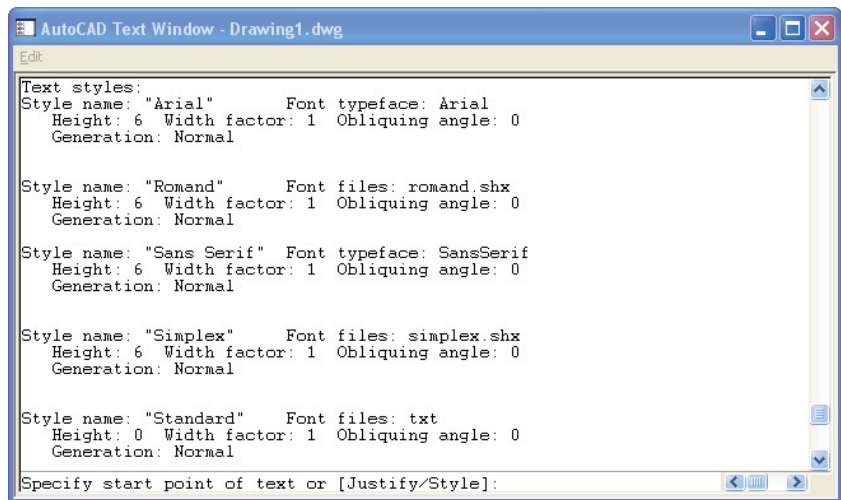 AutoCAD Text Window - Drawing1.dwg
Edit
Text styles:
Style name: "Arial" Font typeface: Arial
Height: 6 Width factor: 1 Obliquing angle: 0
Generation: Normal
Style name: "Romand" Font files: romand.shx
Height: 6 Width factor: 1 Obliquing angle: 0
Generation: Normal
Style name: "Sans Serif" Font typeface: SansSerif
Height: 6 Width factor: 1 Obliquing angle: 0
Generation: Normal
Style name: "Simplex" Font files: simplex.shx
Height: 6 Width factor: 1 Obliquing angle: 0
Generation: Normal
Style name: "Standard" Font files: txt
Height: 0 Width factor: 1 Obliquing angle: 0
Generation: Normal
Specify start point of text or [Justify/Style]: